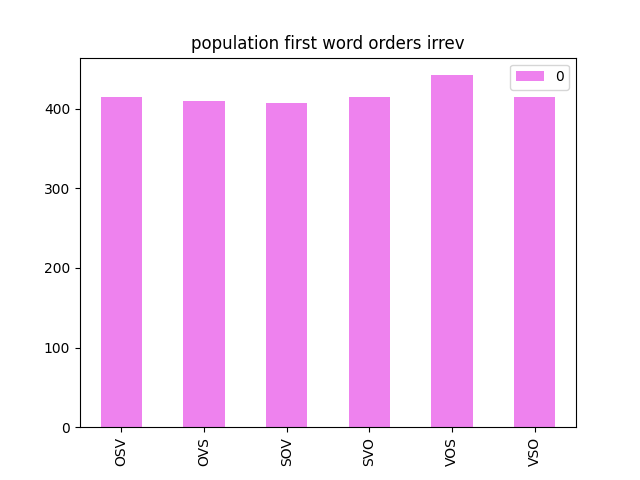 population first word orders irrev
0
400
300
200
100
0
OSV
OVS
SOV
SVO
VOS
VSO